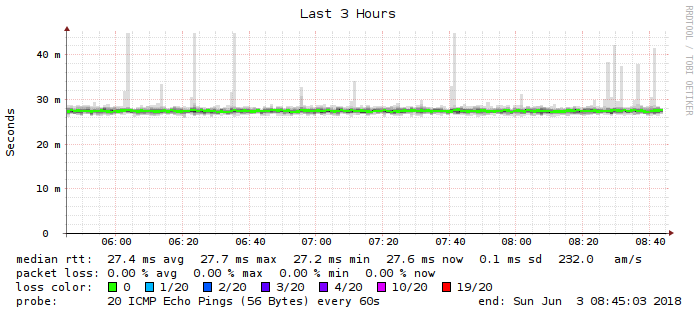 Last 3 Hours
RRDTOOL / TOBI OETIKER
Seconds
40 m
30 m
20 m
10 m
0
06:00 06:20 06:40 07:00 07:20 07:40 08:00 08:20 08:40
median rtt: 27.4 ms avg 27.7 ms max 27.2 ms min 27.6 ms now 0.1 ms sd 232.0 am/s
packet loss: 0.00 % avg 0.00 % max 0.00 % min 0.00 % now
loss color: 0 1/20 2/20 3/20 4/20 10/20 19/20
probe: 20 ICMP Echo Pings (56 Bytes) every 60s end: Sun Jun 3 08:45:03 2018